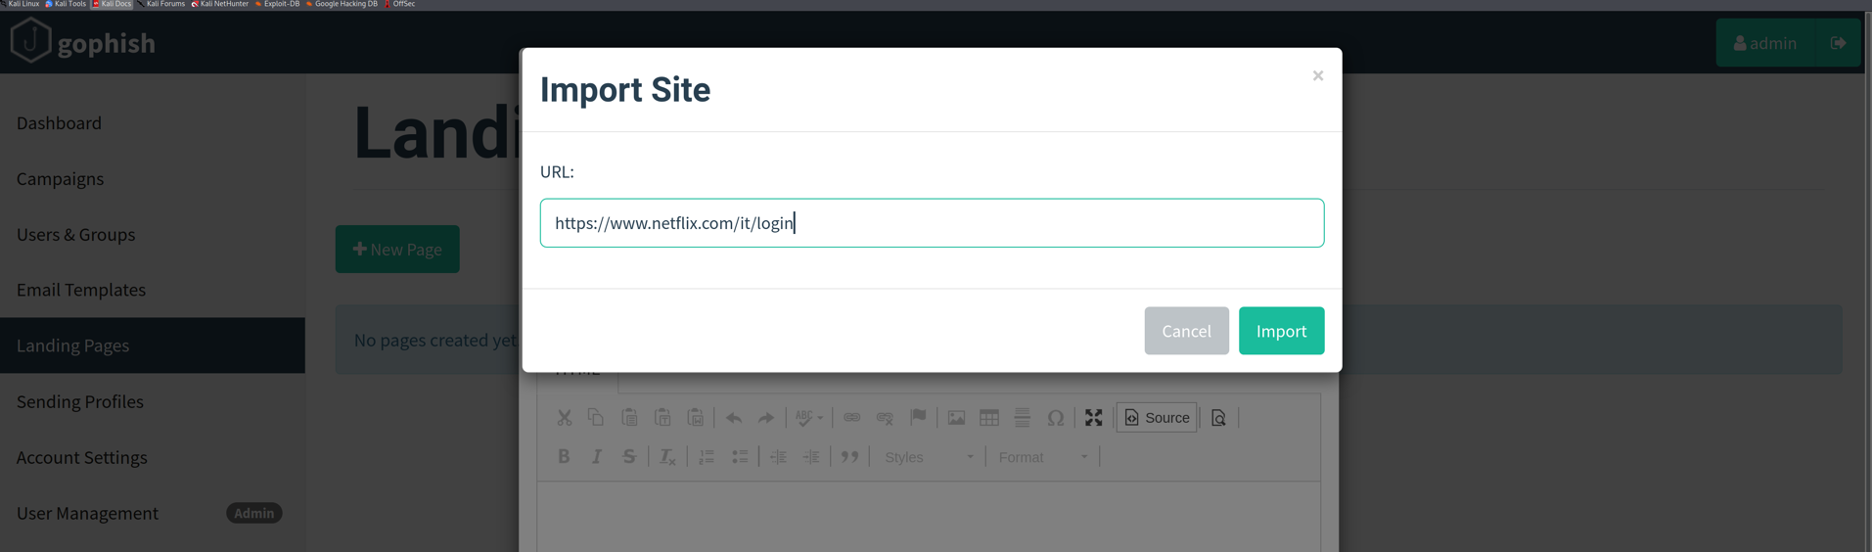 Kali Linux Kali Tools Kali Docs Kali Forums Kali NetHunter Exploit-DB Google Hacking DB OffSec
gophish
admin
Import Site
×
Landi
URL:
https://www.netflix.com/it/login
Cancel Import
Dashboard
Campaigns
Users & Groups
Email Templates
Landing Pages
Sending Profiles
Account Settings
User Management Admin
New Page
No pages created yet
Source
ABC
B I S Tx Styles Format